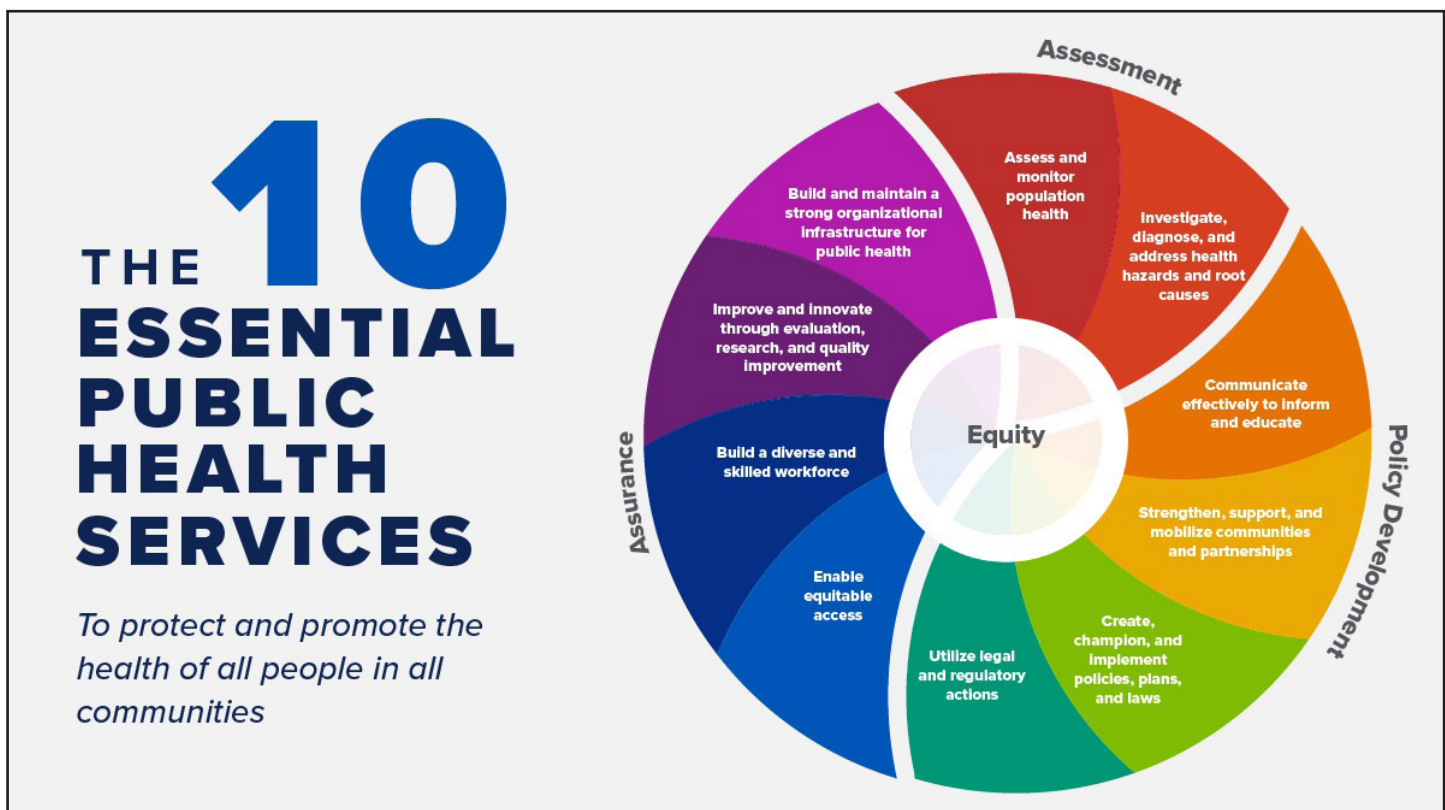 THE 10
ESSENTIAL
PUBLIC
HEALTH
SERVICES
To protect and promote the
health of all people in all
communities
Assessment
Assess and
monitor
population
health
Investigate,
diagnose, and
address health
hazards and root
causes
Policy Development
Communicate
effectively to inform
and educate
Strengthen, support, and
mobilize communities
and partnerships
Create,
champion, and
implement
policies, plans,
and laws
Utilize legal
and regulatory
actions
Assurance
Enable
equitable
access
Build a diverse and
skilled workforce
Improve and innovate
through evaluation,
research, and quality
improvement
Build and maintain a
strong organizational
infrastructure for
public health
Equity